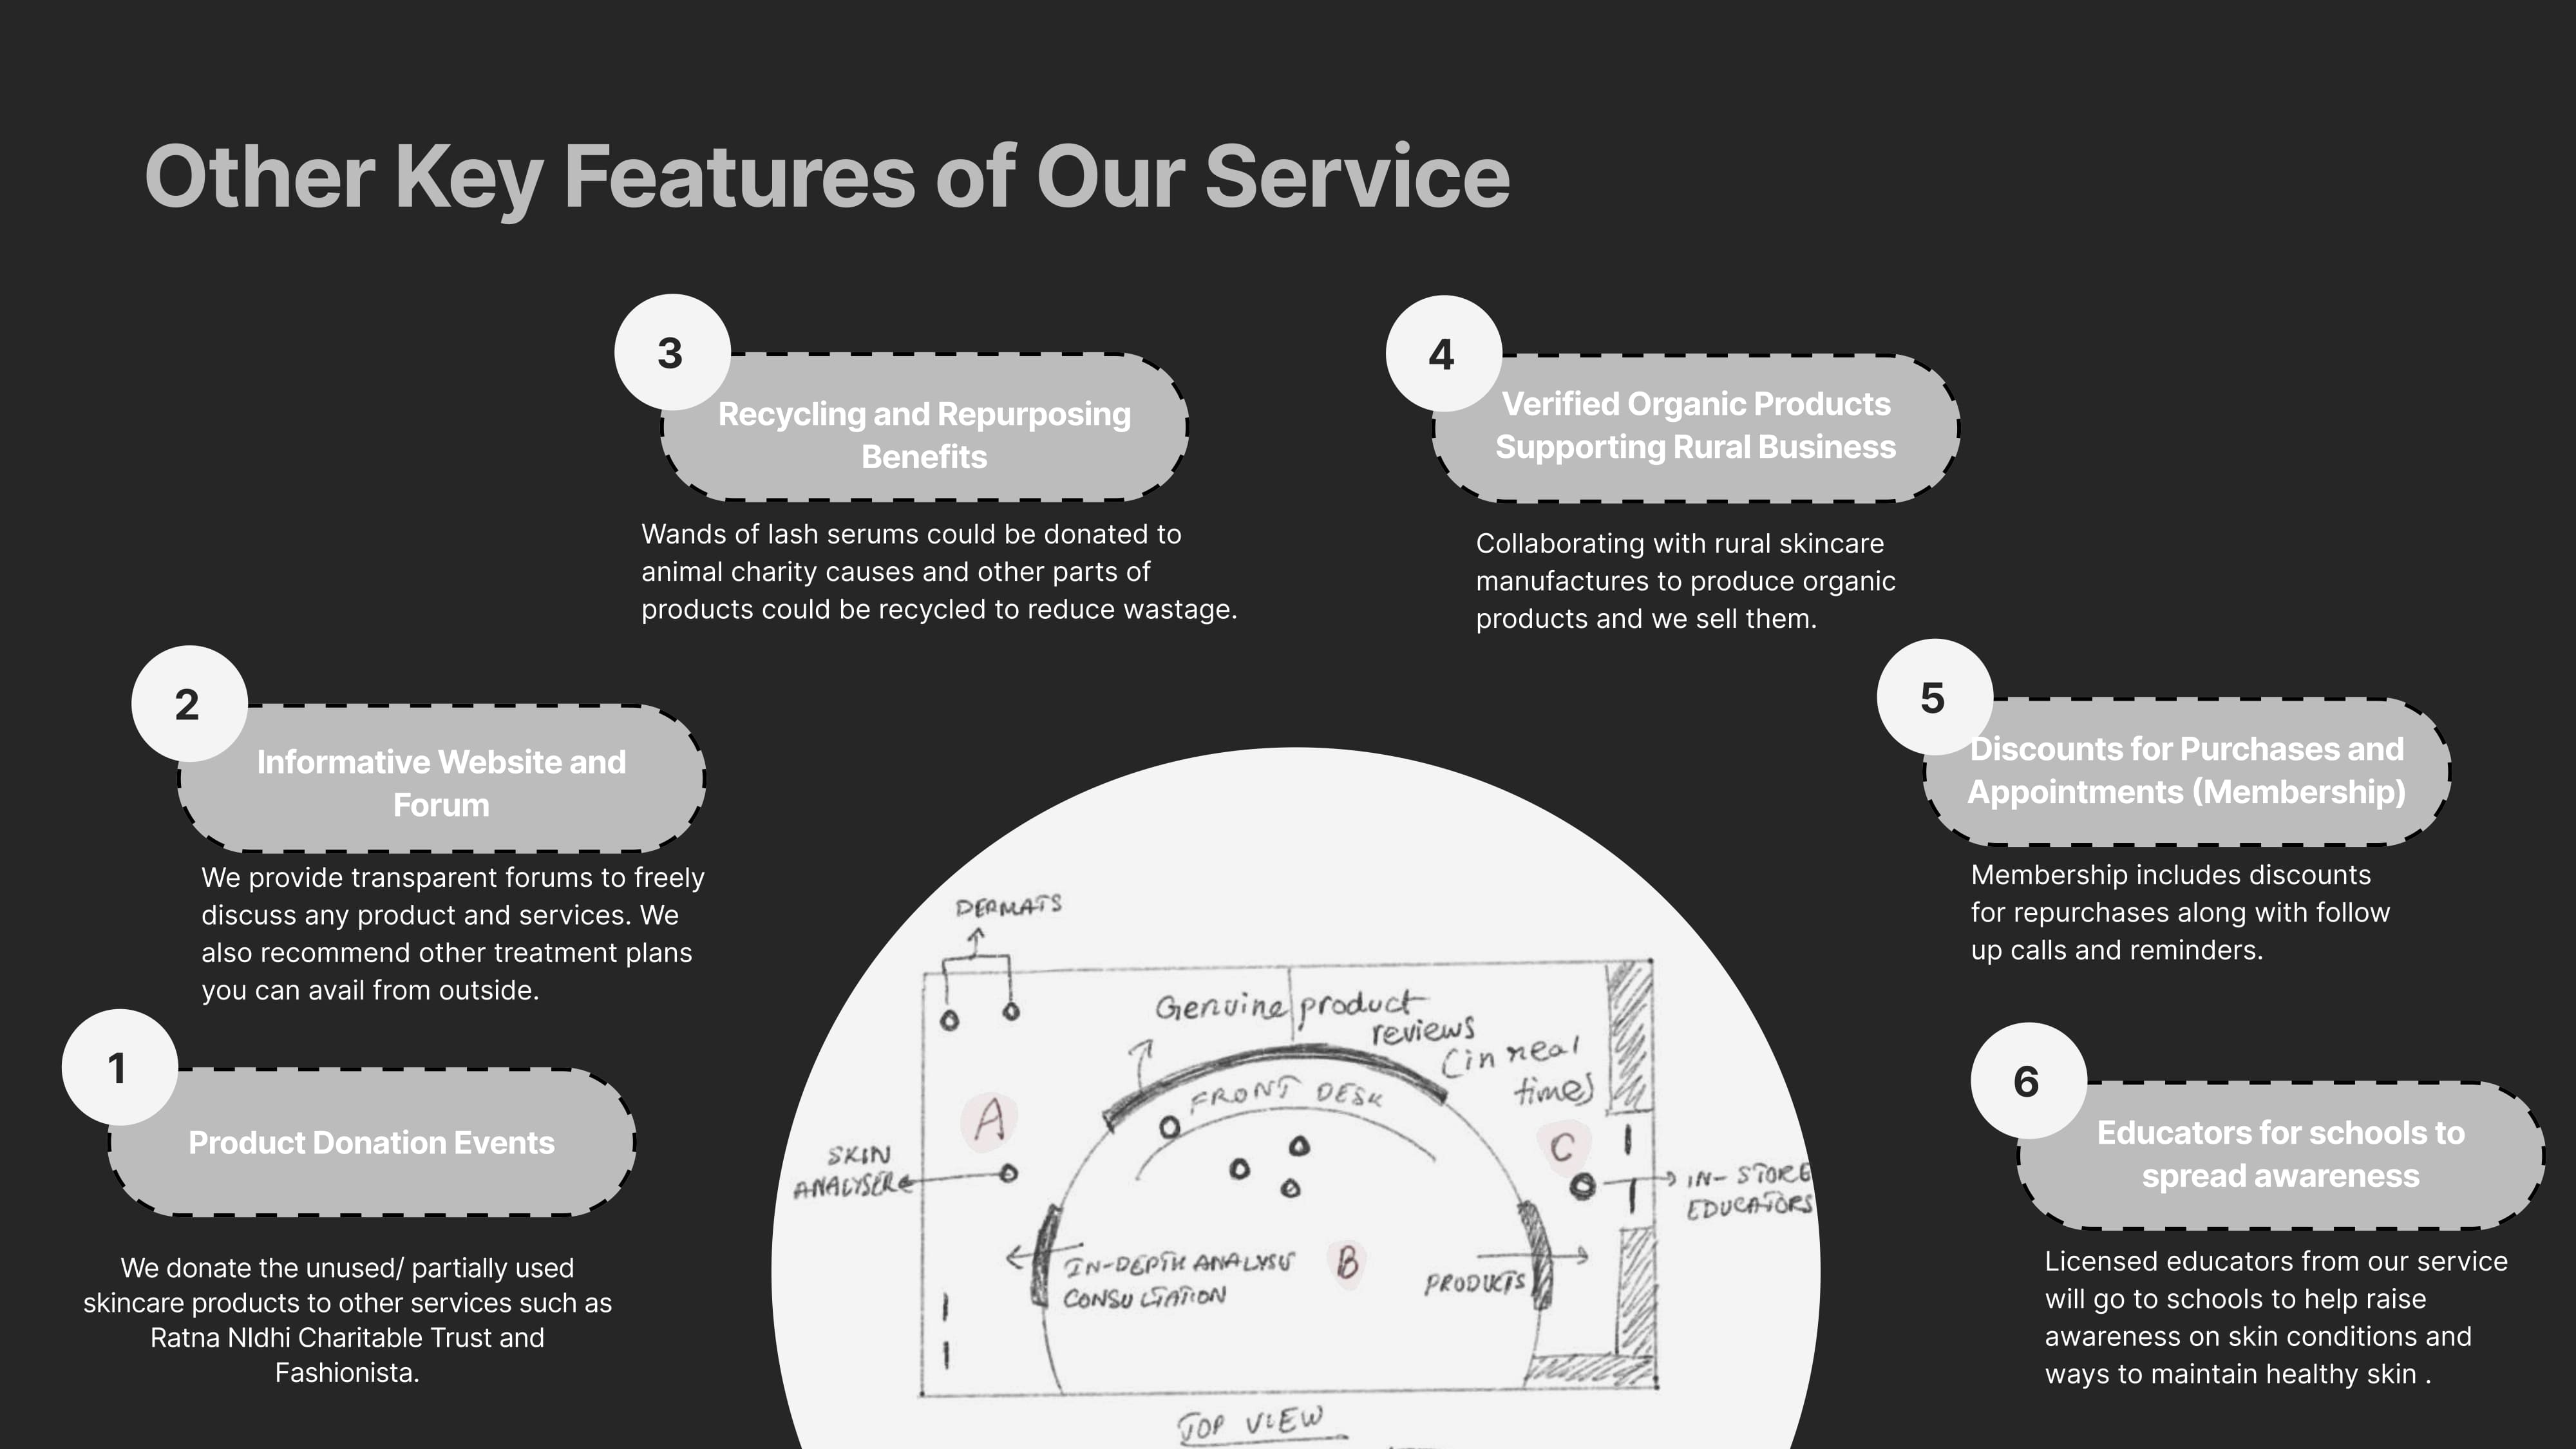 Other Key Features of Our Service
3
Recycling and Repurposing
Benefits
Wands of lash serums could be donated to
animal charity causes and other parts of
products could be recycled to reduce wastage.
4
Verified Organic Products
Supporting Rural Business
Collaborating with rural skincare
manufactures to produce organic
products and we sell them.
2
Informative Website and
Forum
We provide transparent forums to freely
discuss any product and services. We
also recommend other treatment plans
you can avail from outside.
5
Discounts for Purchases and
Appointments (Membership)
Membership includes discounts
for repurchases along with follow
up calls and reminders.
1
Product Donation Events
We donate the unused/ partially used
skincare products to other services such as
Ratna NIdhi Charitable Trust and
Fashionista.
6
Educators for schools to
spread awareness
Licensed educators from our service
will go to schools to help raise
awareness on skin conditions and
ways to maintain healthy skin .
DERMATS
Genuine product
reviews
(in real
times)
FRONT DESK
A
C
SKIN
ANALYSER
IN-STORE
EDUCATORS
IN-DEPTH ANALYSIS
CONSULTATION
B
PRODUCTS
TOP VIEW